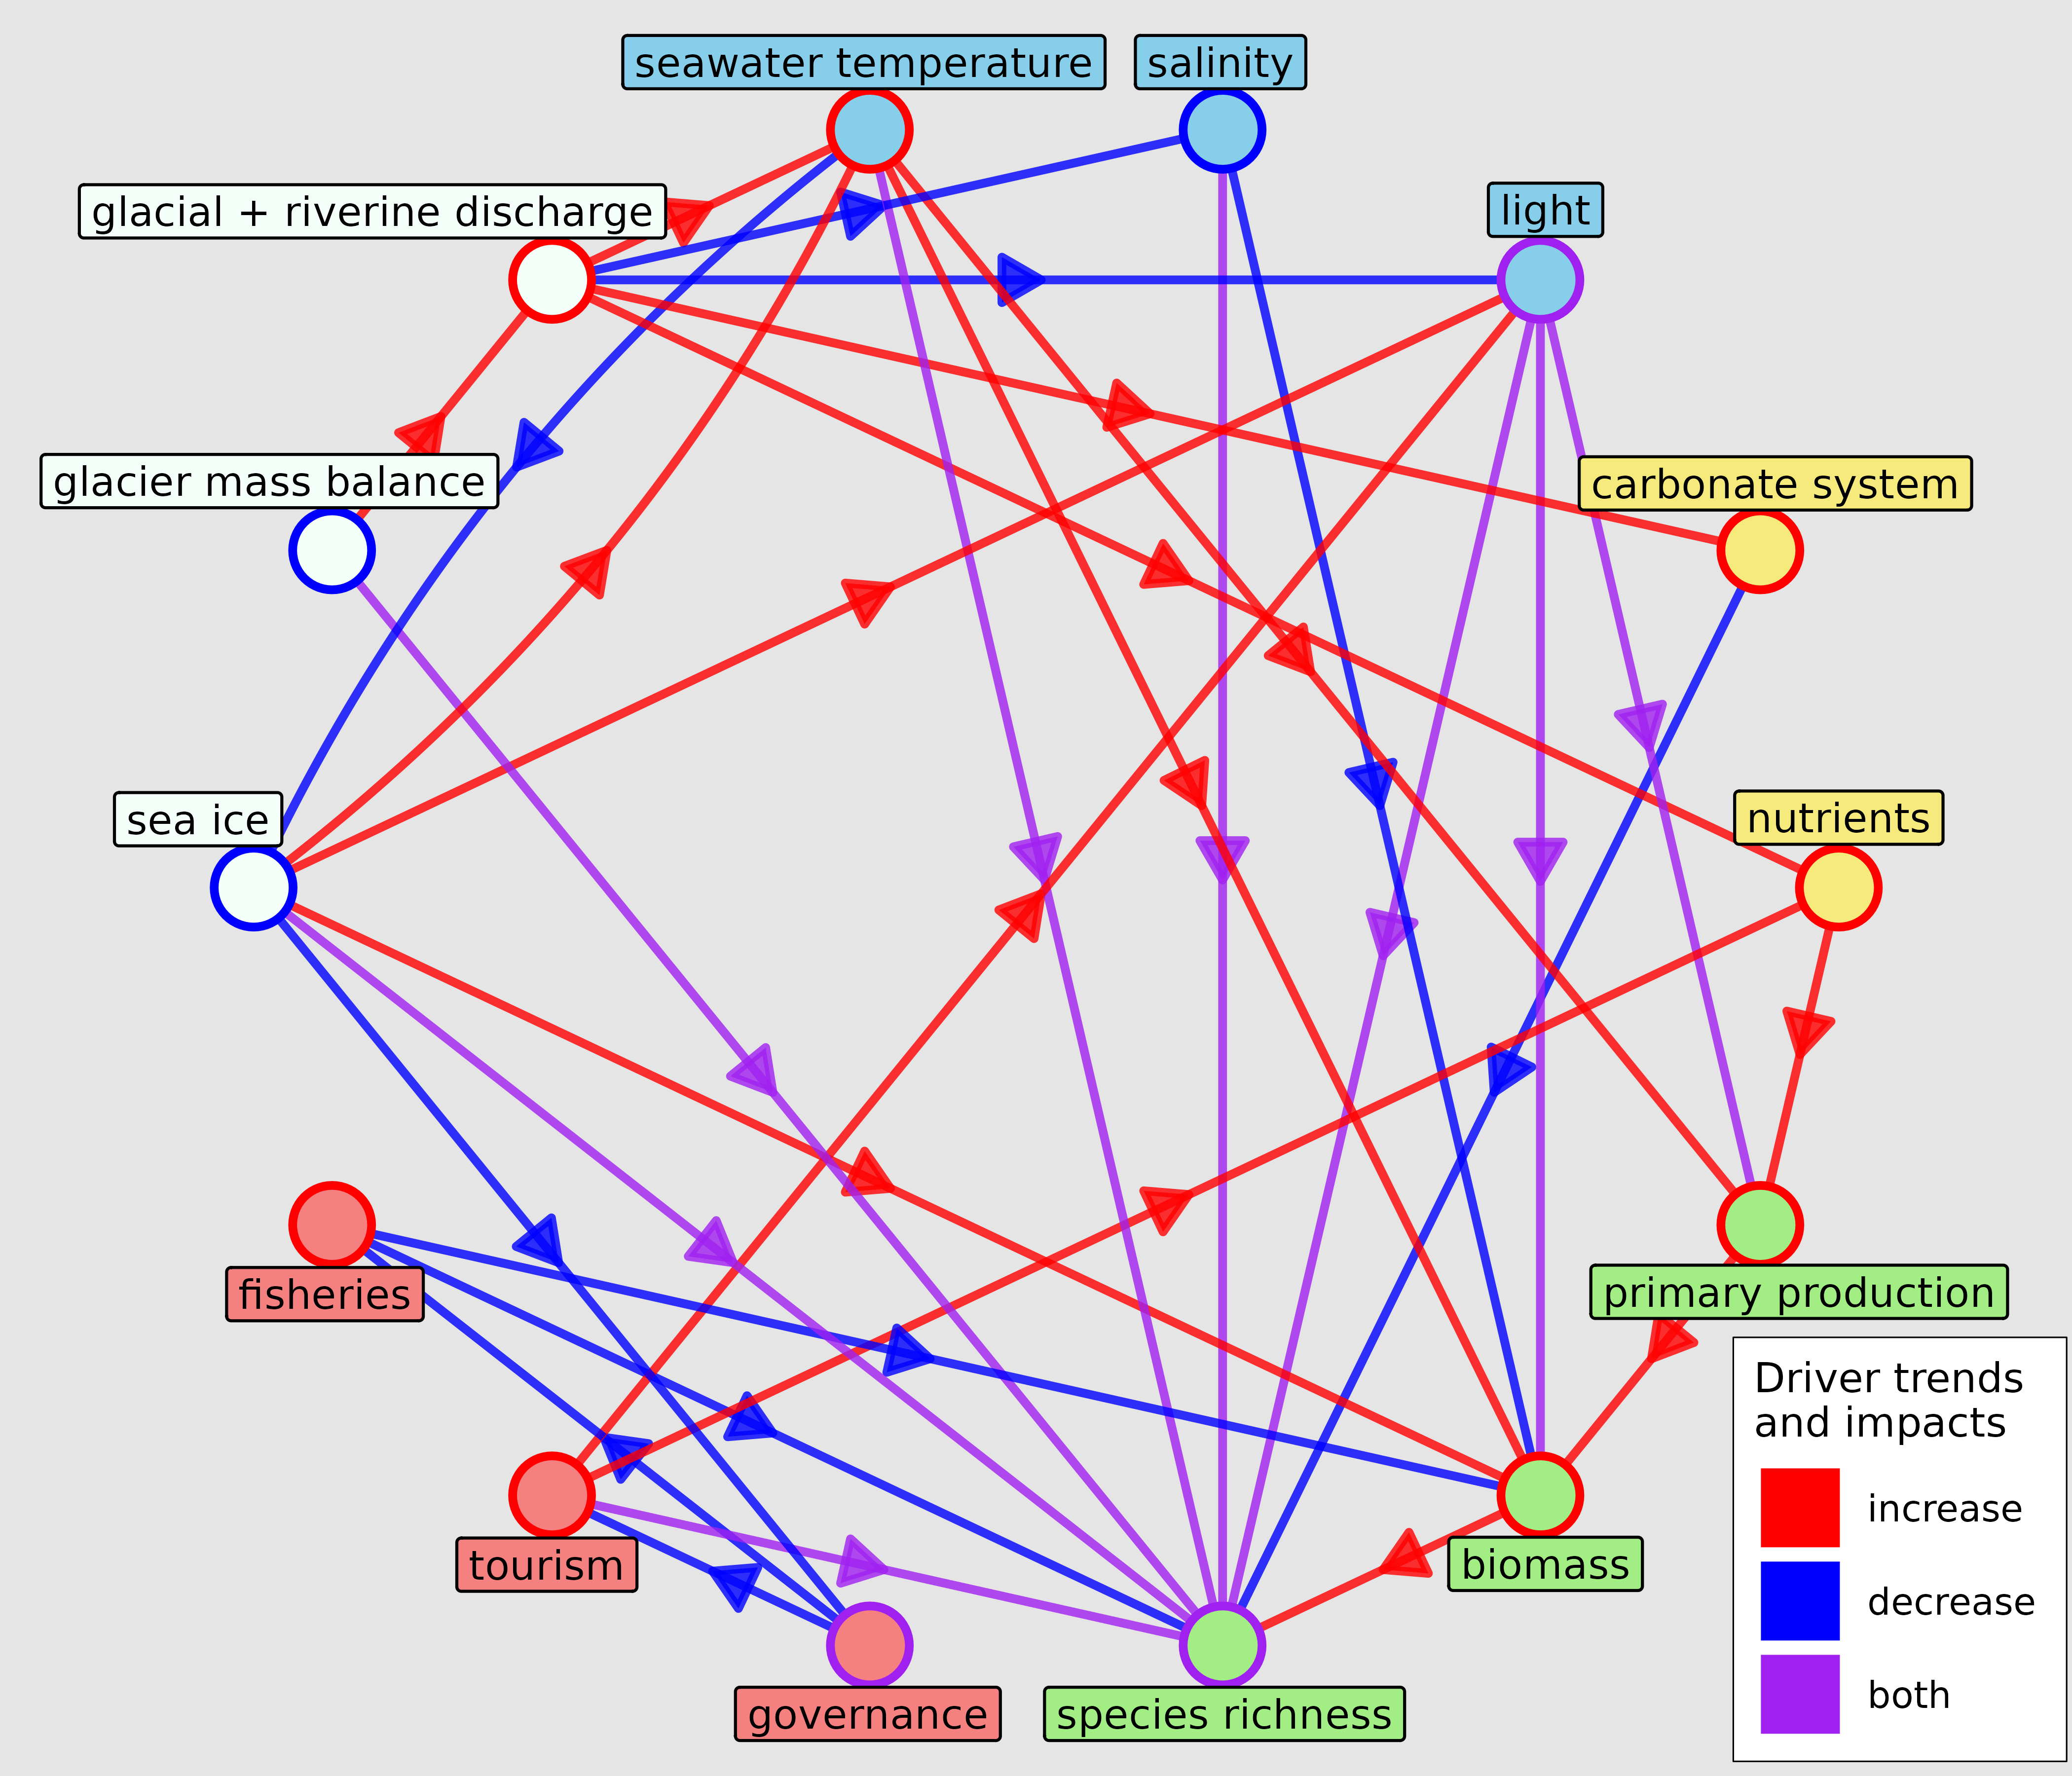 seawater temperature
salinity
glacial + riverine discharge
light
glacier mass balance
carbonate system
sea ice
nutrients
fisheries
primary production
tourism
biomass
governance
species richness
Driver trends
and impacts
increase
decrease
both